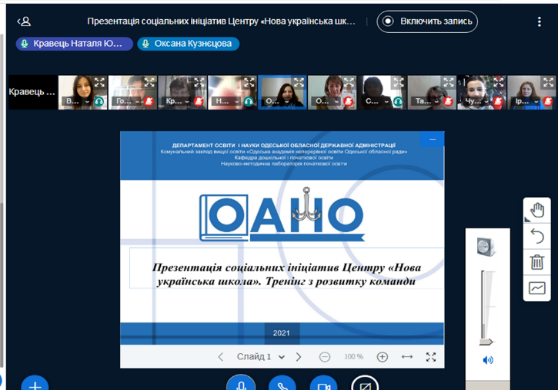 Презентація соціальних ініціатив Центру «Нова українська шк...
Включить запись
Кравець Наталя Ю...
Оксана Кузнєцова
Кравець ...
В...
Гр...
Кр...
Н...
О...
О...
С...
Тв...
Чу...
Ір...
ДЕПАРТАМЕНТ ОСВІТИ І НАУКИ ОДЕСЬКОЇ ОБЛАСНОЇ ДЕРЖАВНОЇ АДМІНІСТРАЦІЇ
Комунальний заклад вищої освіти «Одеська академія неперервної освіти Одеської обласної ради»
Кафедра дошкільної і початкової освіти
Науково-методична лабораторія початкової освіти
ОАНО
Презентація соціальних ініціатив Центру «Нова
українська школа». Тренінг з розвитку команди
2021
Слайд 1
100 %